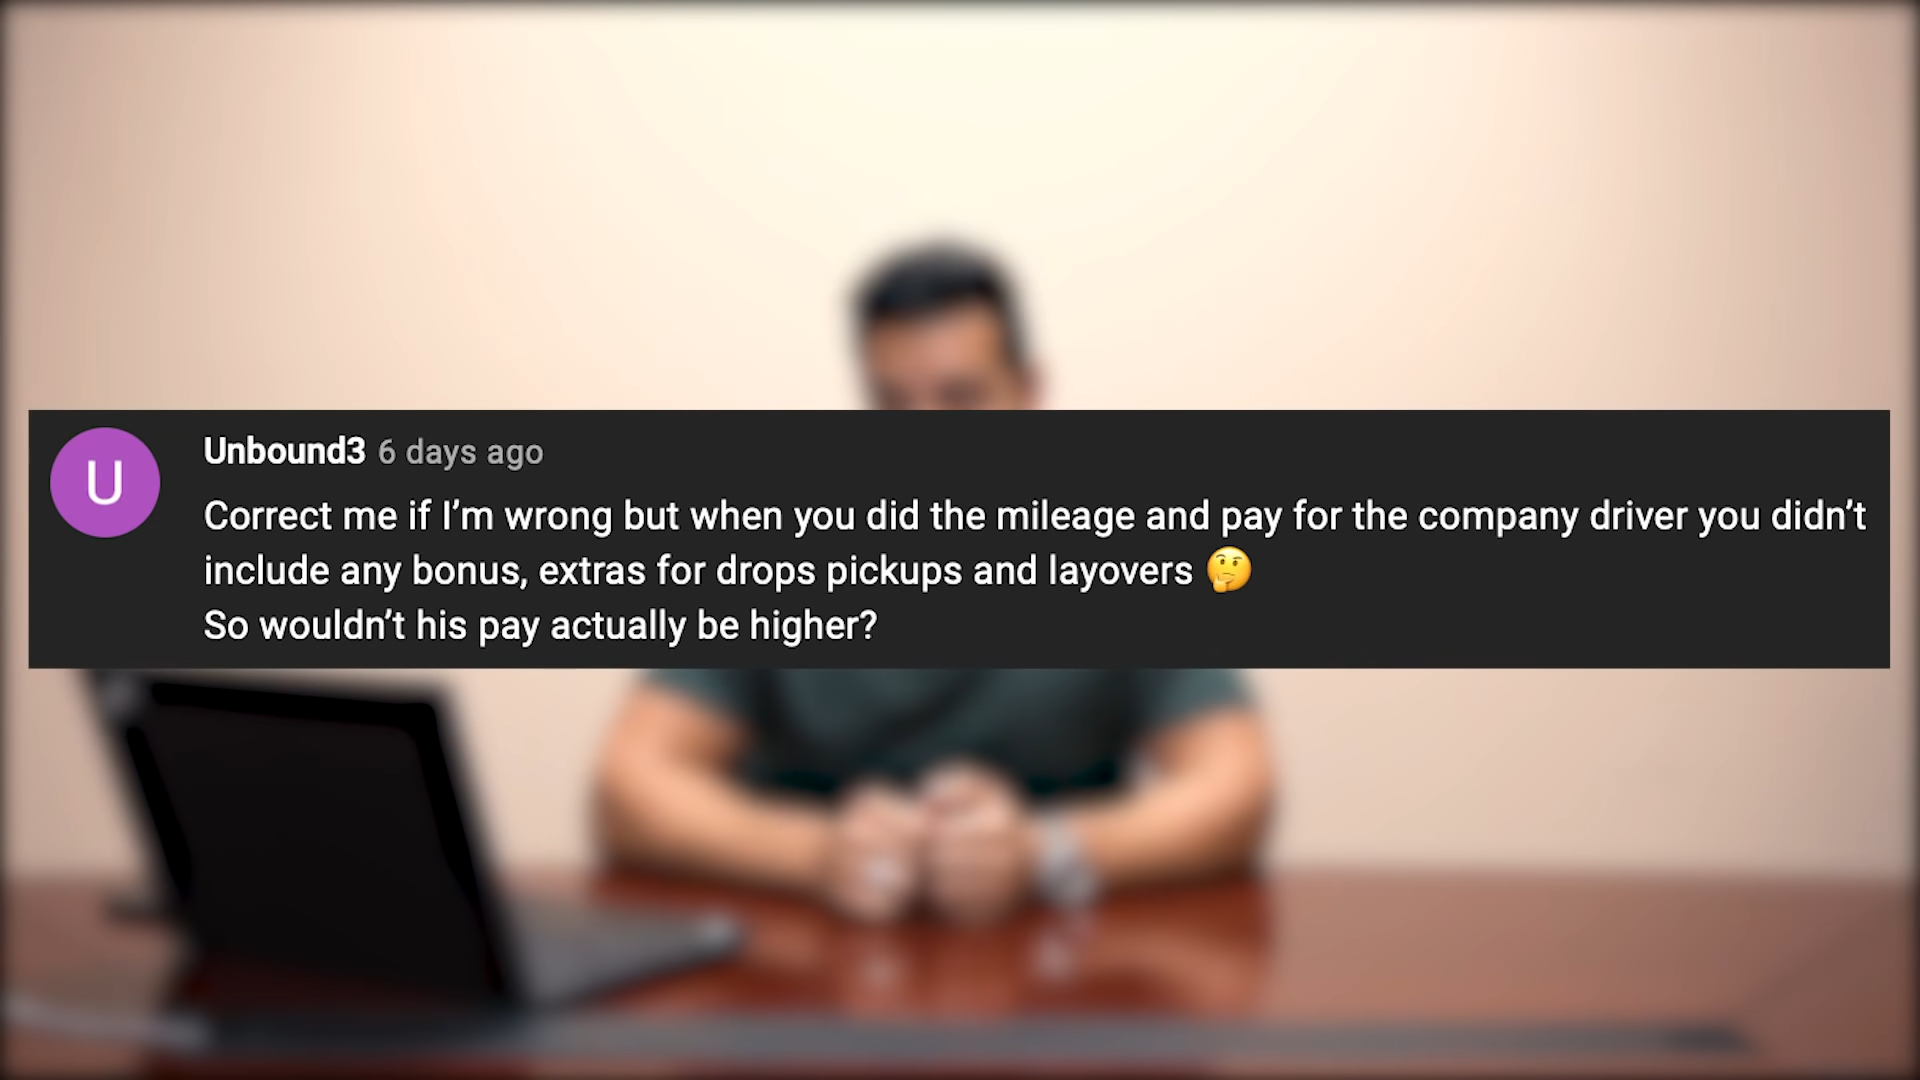 U
Unbound3 6 days ago
Correct me if I’m wrong but when you did the mileage and pay for the company driver you didn’t
include any bonus, extras for drops pickups and layovers 🤔
So wouldn’t his pay actually be higher?